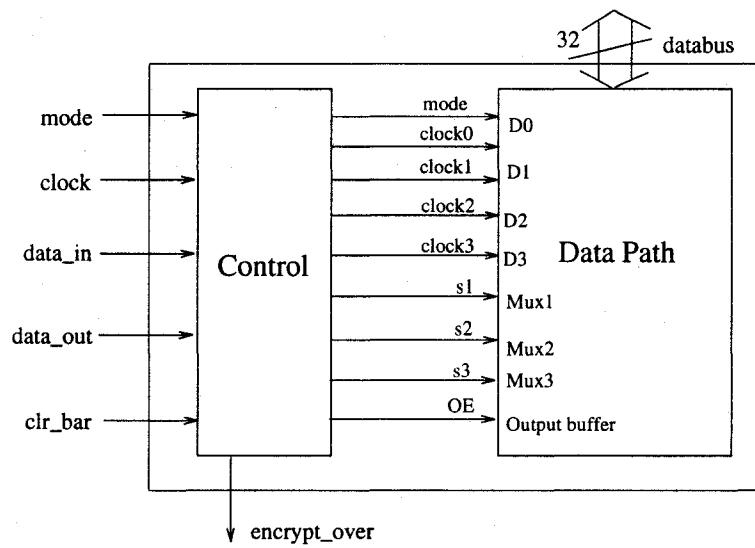 32
databus
mode
clock
data_in
data_out
clr_bar
Control
mode
clock0
clock1
clock2
clock3
s1
s2
s3
OE
D0
D1
D2
D3
Mux1
Mux2
Mux3
Output buffer
Data Path
encrypt_over